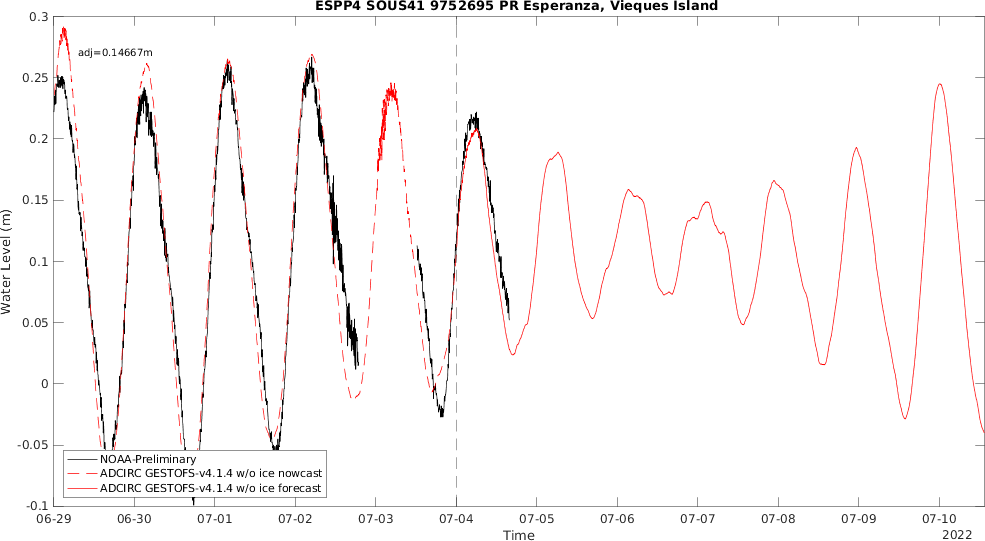 ESPP4 SOUS41 9752695 PR Esperanza, Vieques Island
adj=0.14667m
Water Level (m)
0.3
0.25
0.2
0.15
0.1
0.05
0
-0.05
-0.1
NOAA-Preliminary
ADCIRC GESTOFS-v4.1.4 w/o ice nowcast
ADCIRC GESTOFS-v4.1.4 w/o ice forecast
06-29 06-30 07-01 07-02 07-03 07-04 07-05 07-06 07-07 07-08 07-09 07-10
Time
2022